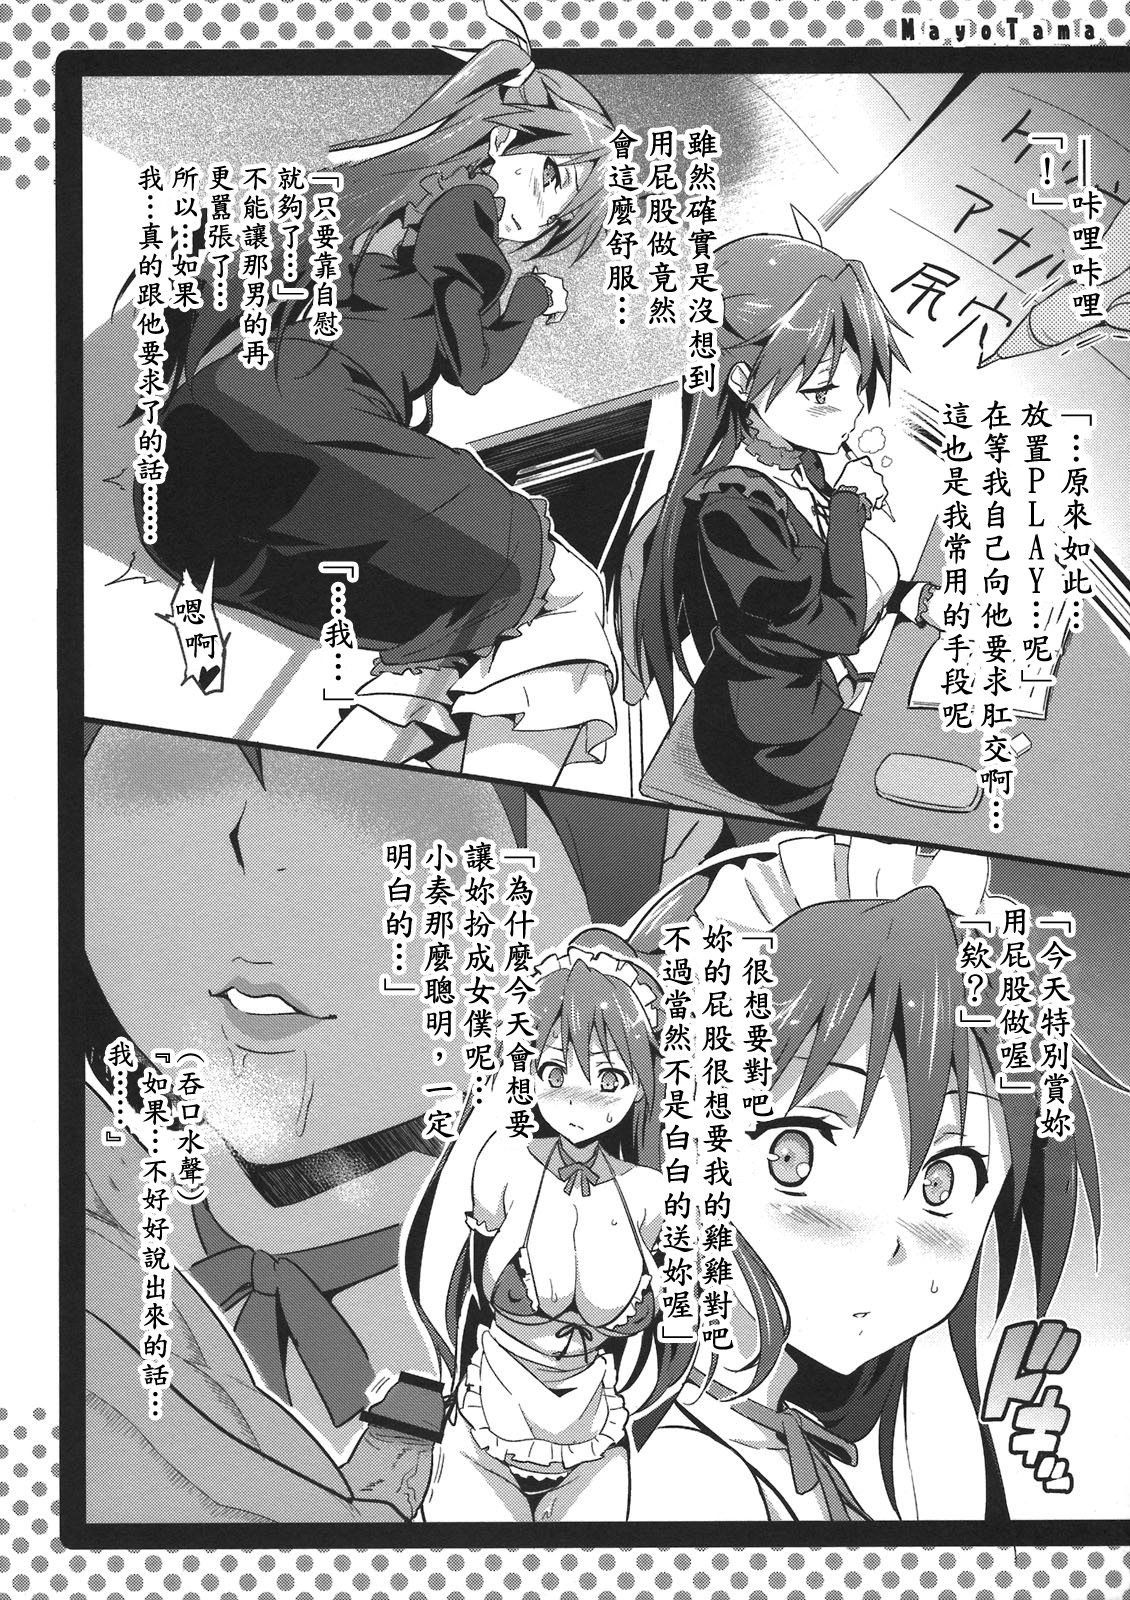 MayoTama
トッヅ
アナル
尻穴
——咔哩咔哩
「！」
「…原來如此…
放置PLAY…呢」
在等我自己向他要求肛交啊…
這也是我常用的手段呢
雖然確實是沒想到
用屁股做竟然
會這麼舒服…
「只要靠自慰
就夠了…」
不能讓那男的再
更囂張了…
所以…如果
我…真的跟他要求了的話……
「…我…」
嗯啊♥
「今天特別賞妳
用屁股做喔」
「欸？」
ドキッ
「很想要對吧
妳的屁股很想要我的雞雞對吧
不過當然不是白白的送妳喔」
「為什麼今天會想要
讓妳扮成女僕呢…
小奏那麼聰明，一定
明白的…」
（吞口水聲）
『如果…不好好說出來的話…
我……』